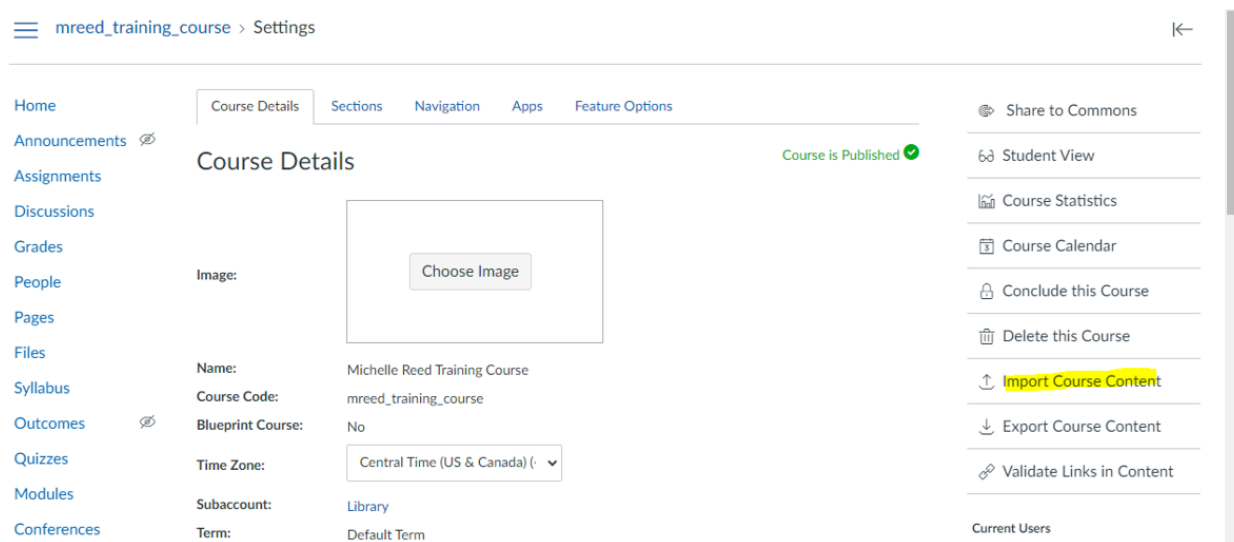 mreed_training_course > Settings
Home
Announcements
Assignments
Discussions
Grades
People
Pages
Files
Syllabus
Outcomes
Quizzes
Modules
Conferences
Course Details Sections Navigation Apps Feature Options
Course Details
Course is Published
Image:
Choose Image
Name: Michelle Reed Training Course
Course Code: mreed_training_course
Blueprint Course: No
Time Zone: Central Time (US & Canada) (-
Subaccount: Library
Term: Default Term
Share to Commons
Student View
Course Statistics
Course Calendar
Conclude this Course
Delete this Course
Import Course Content
Export Course Content
Validate Links in Content
Current Users